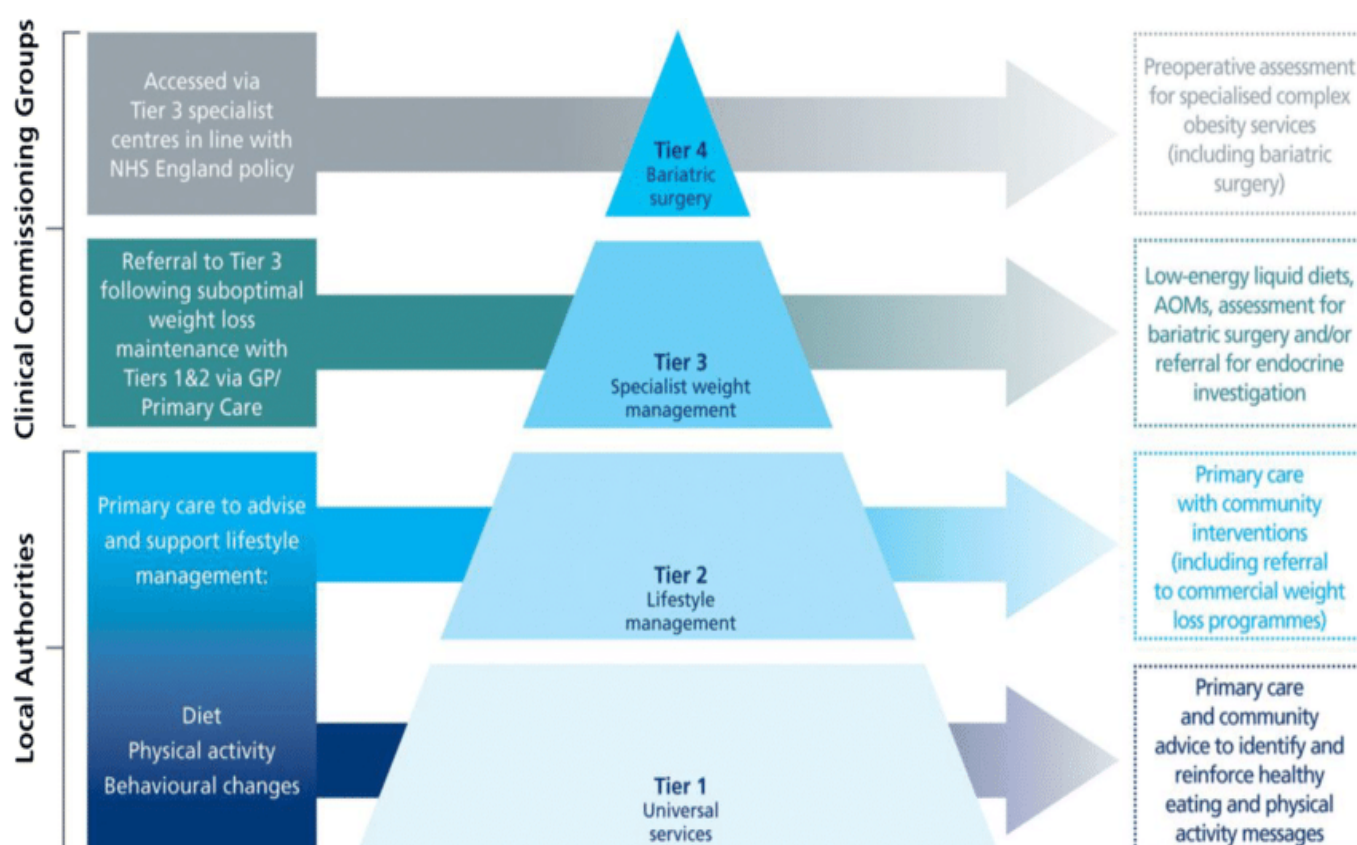 Clinical Commissioning Groups
Accessed via
Tier 3 specialist
centres in line with
NHS England policy
Tier 4
Bariatric
surgery
Preoperative assessment
for specialised complex
obesity services
(including bariatric
surgery)
Referral to Tier 3
following suboptimal
weight loss
maintenance with
Tiers 1&2 via GP/
Primary Care
Tier 3
Specialist weight
management
Low-energy liquid diets,
AOMs, assessment for
bariatric surgery and/or
referral for endocrine
investigation
Local Authorities
Primary care to advise
and support lifestyle
management:
Tier 2
Lifestyle
management
Primary care
with community
interventions
(including referral
to commercial weight
loss programmes)
Diet
Physical activity
Behavioural changes
Tier 1
Universal
services
Primary care
and community
advice to identify and
reinforce healthy
eating and physical
activity messages